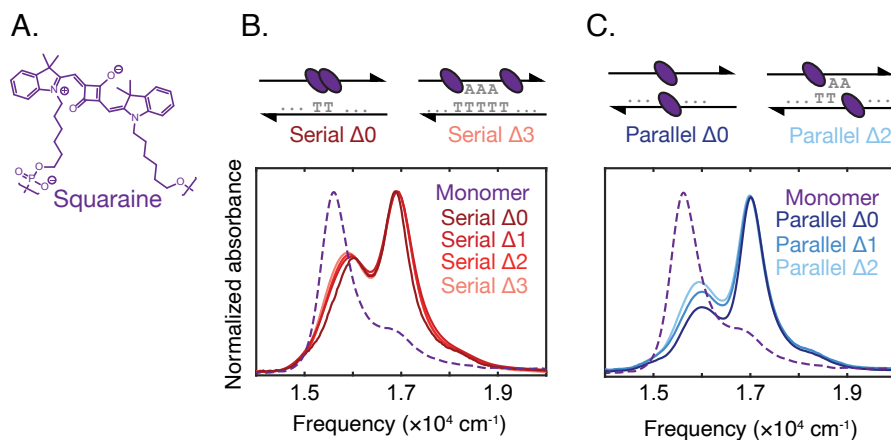 A.
B.
C.
N
⊕
O
⊖
O
N
O
O
P
O
⊖
O
Squaraine
AAA
... TT ...
... TTTTT ...
Serial Δ0
Serial Δ3
AA
... TT ...
Parallel Δ0
Parallel Δ2
Normalized absorbance
Monomer
Serial Δ0
Serial Δ1
Serial Δ2
Serial Δ3
1.5
1.7
1.9
Frequency (×10⁴ cm⁻¹)
Monomer
Parallel Δ0
Parallel Δ1
Parallel Δ2
1.5
1.7
1.9
Frequency (×10⁴ cm⁻¹)